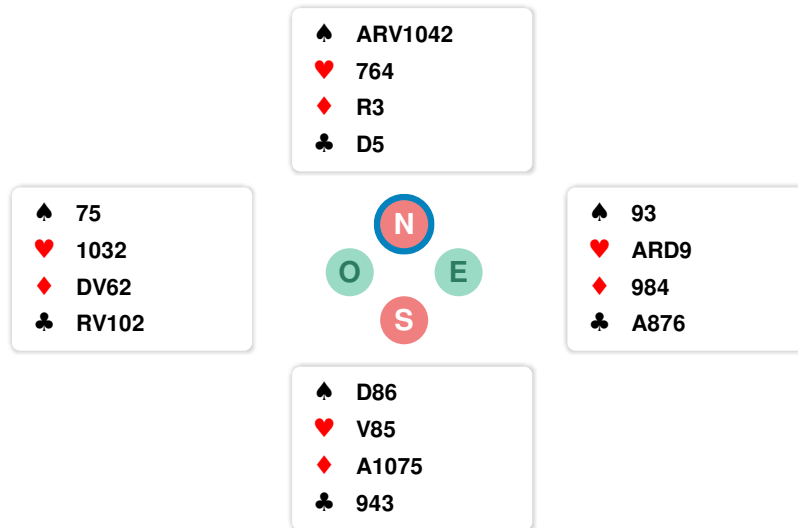 ♠ ARV1042
♥ 764
♦ R3
♣ D5
♠ 75
♥ 1032
♦ DV62
♣ RV102
N
O
E
S
♠ 93
♥ ARD9
♦ 984
♣ A876
♠ D86
♥ V85
♦ A1075
♣ 943